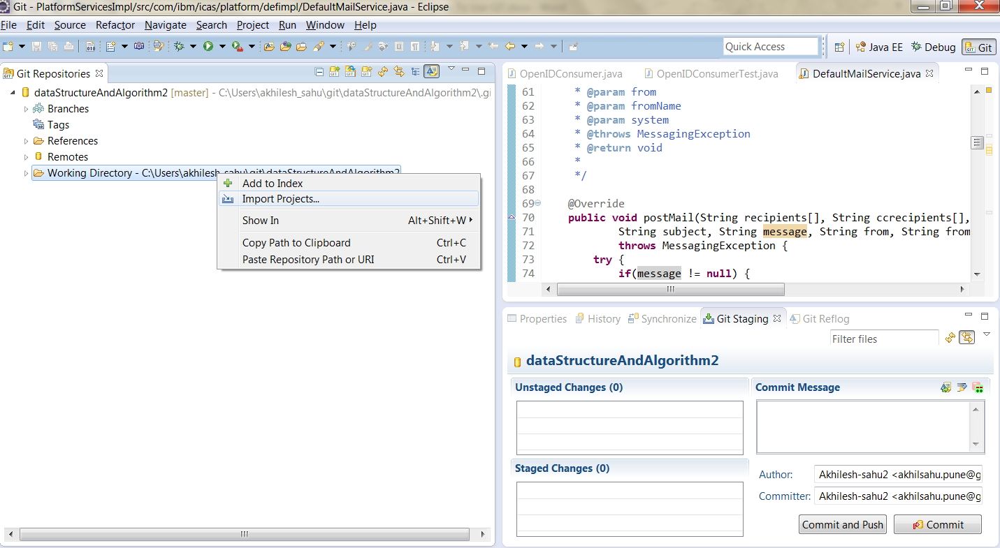 Git - PlatformServicesImpl/src/com/ibm/icas/platform/defimpl/DefaultMailService.java - Eclipse
File Edit Source Refactor Navigate Search Project Run Window Help
Quick Access
Java EE
Debug
Git
Git Repositories
dataStructureAndAlgorithm2 [master] - C:\Users\akhilesh_sahu\git\dataStructureAndAlgorithm2\.gi
Branches
Tags
References
Remotes
Working Directory - C:\Users\akhilesh_sahu\git\dataStructureAndAlgorithm2
Add to Index
Import Projects...
Show In Alt+Shift+W
Copy Path to Clipboard Ctrl+C
Paste Repository Path or URI Ctrl+V
OpenIDConsumer.java OpenIDConsumerTest.java DefaultMailService.java
61 * @param from
62 * @param fromName
63 * @param system
64 * @throws MessagingException
65 * @return void
66 *
67 */
68
69 @Override
70 public void postMail(String recipients[], String ccrecipients[],
71 String subject, String message, String from, String from
72 throws MessagingException {
73 try {
74 if(message != null) {
Properties History Synchronize Git Staging Git Reflog
Filter files
dataStructureAndAlgorithm2
Unstaged Changes (0)
Staged Changes (0)
Commit Message
Author: Akhilesh-sahu2 <akhilsahu.pune@g
Committer: Akhilesh-sahu2 <akhilsahu.pune@g
Commit and Push Commit